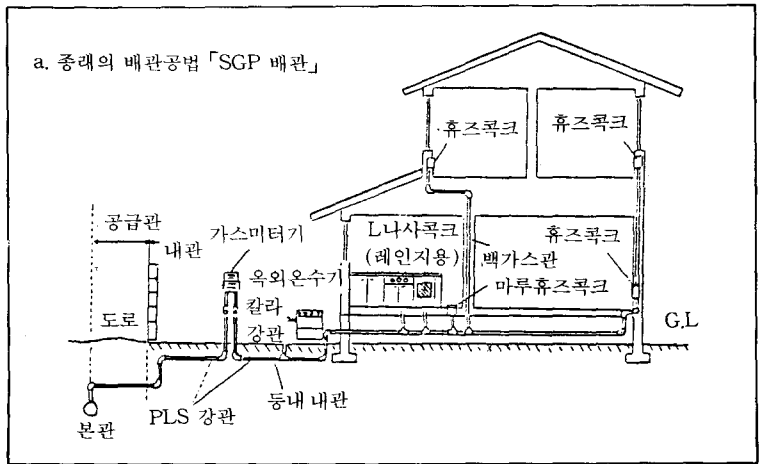 a. 종래의 배관공법 「SGP 배관」
휴즈콕크
휴즈콕크
공급관
내관
가스미터기
L나사콕크
(레인지용)
휴즈콕크
백가스관
옥외온수기
마루휴즈콕크
칼라
강관
도로
G.L
등내 내관
PLS 강관
본관